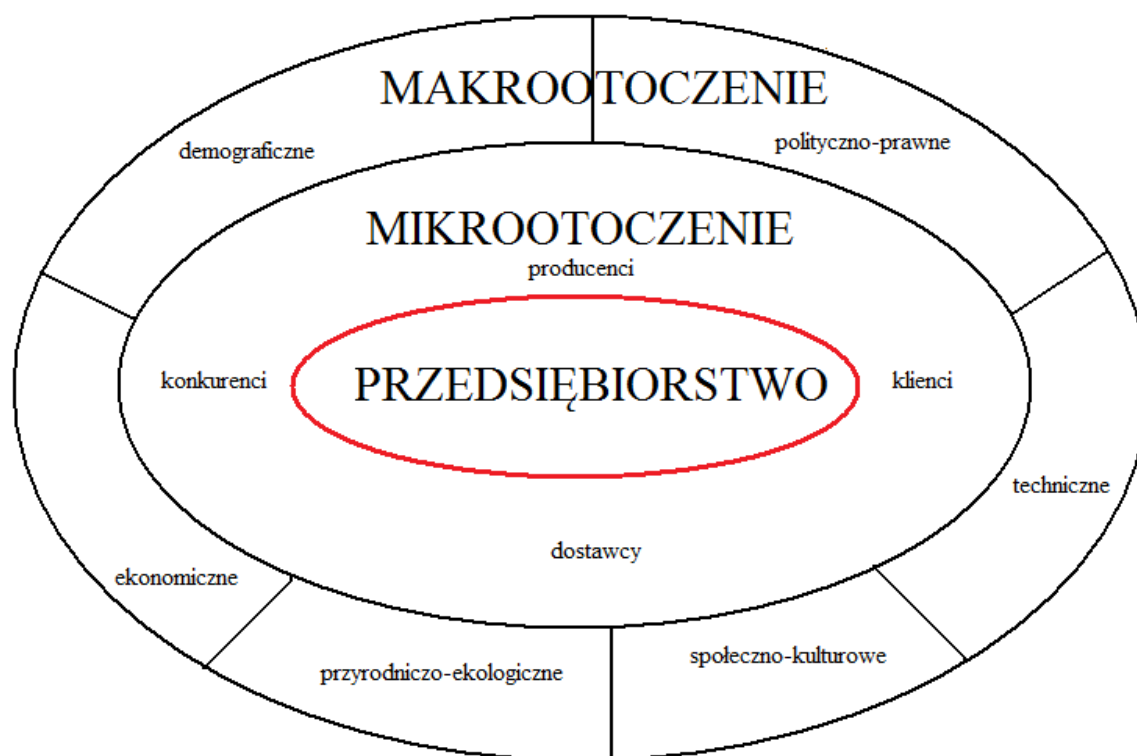 MAKROOTOCZENIE
demograficzne
polityczno-prawne
MIKROOTOCZENIE
producenci
konkurenci
PRZEDSIĘBIORSTWO
klienci
techniczne
dostawcy
ekonomiczne
przyrodniczo-ekologiczne
społeczno-kulturowe